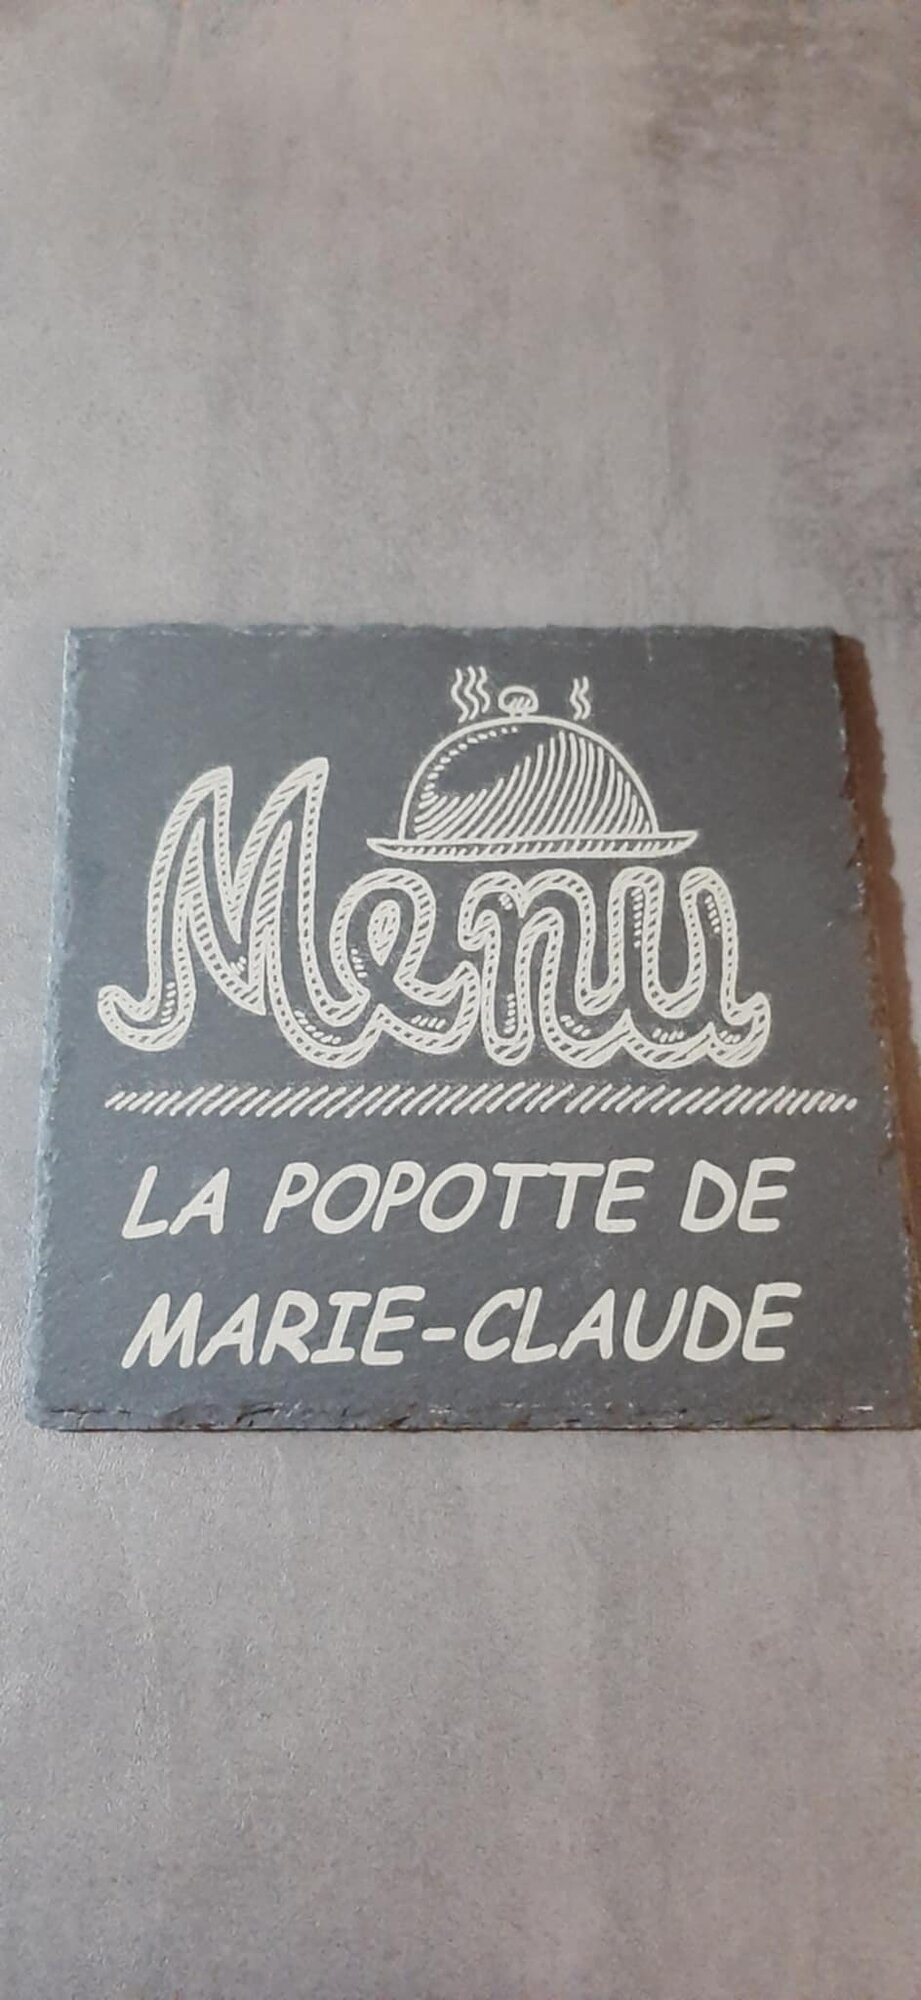 Menu
LA POPOTTE DE
MARIE-CLAUDE